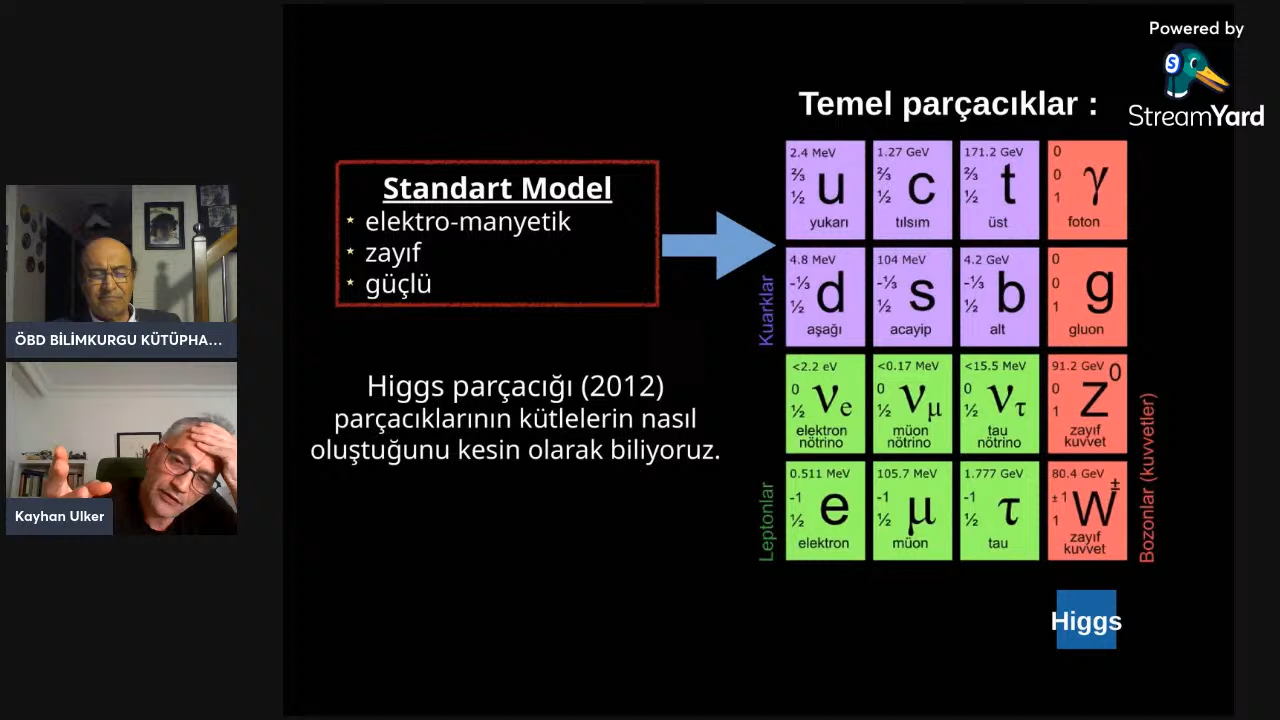 Powered by
StreamYard
Temel parçacıklar :
Standart Model
elektro-manyetik
zayıf
güçlü
Higgs parçacığı (2012)
parçacıklarının kütlelerin nasıl
oluştuğunu kesin olarak biliyoruz.
Kuarklar
2.4 MeV
⅔
½
u
yukarı
1.27 GeV
⅔
½
c
tılsım
171.2 GeV
⅔
½
t
üst
0
0
1
γ
foton
4.8 MeV
-⅓
½
d
aşağı
104 MeV
-⅓
½
s
acayip
4.2 GeV
-⅓
½
b
alt
0
0
1
g
gluon
Leptonlar
<2.2 eV
0
½
νe
elektron
nötrino
<0.17 MeV
0
½
νμ
müon
nötrino
<15.5 MeV
0
½
ντ
tau
nötrino
91.2 GeV
0
1
Z0
zayıf
kuvvet
0.511 MeV
-1
½
e
elektron
105.7 MeV
-1
½
μ
müon
1.777 GeV
-1
½
τ
tau
80.4 GeV
±1
1
W±
zayıf
kuvvet
Bozonlar (kuvvetler)
Higgs
ÖBD BİLİMKURGU KÜTÜPHA...
Kayhan Ulker